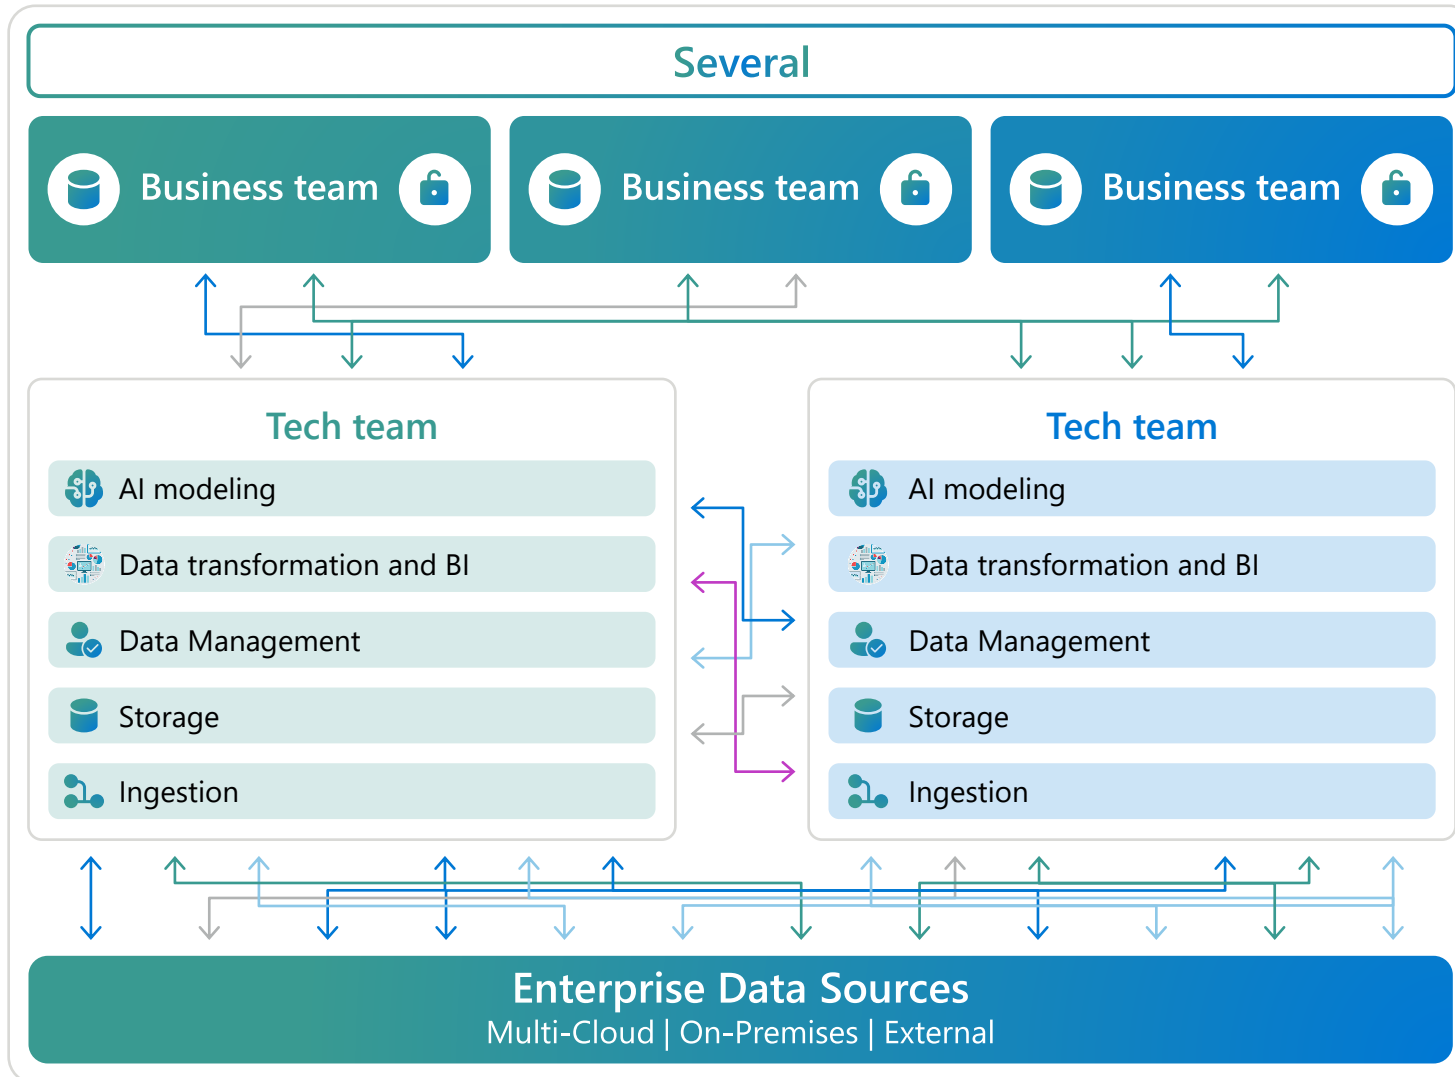 Several
Business team
Business team
Business team
Tech team
AI modeling
Data transformation and BI
Data Management
Storage
Ingestion
Tech team
AI modeling
Data transformation and BI
Data Management
Storage
Ingestion
Enterprise Data Sources
Multi-Cloud | On-Premises | External